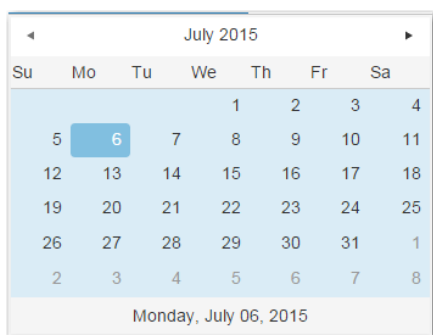 ◄ July 2015 ►
Su Mo Tu We Th Fr Sa
1 2 3 4
5 6 7 8 9 10 11
12 13 14 15 16 17 18
19 20 21 22 23 24 25
26 27 28 29 30 31 1
2 3 4 5 6 7 8
Monday, July 06, 2015